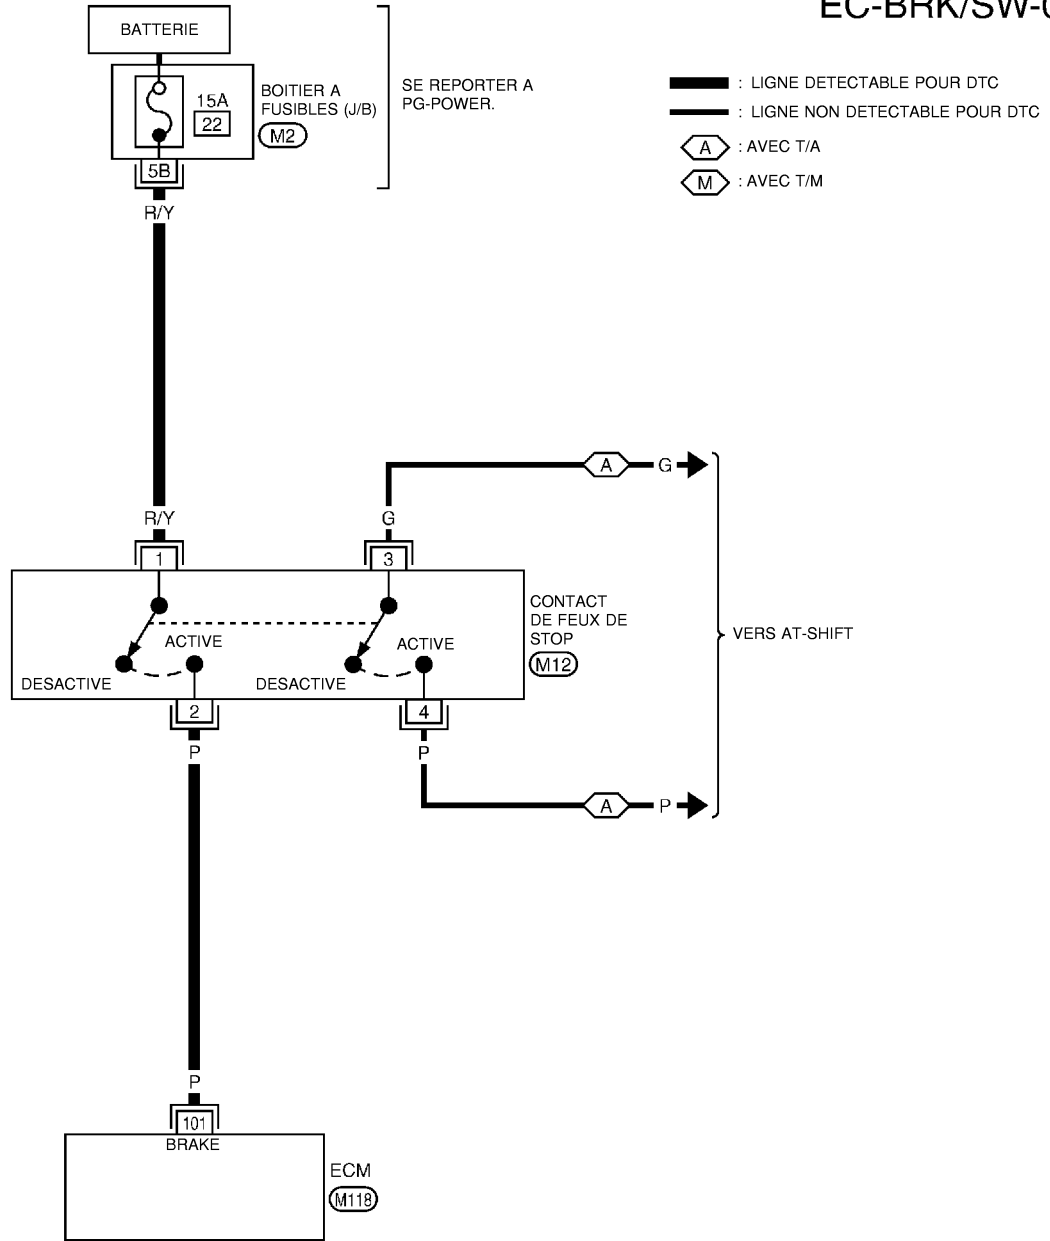 EC-BRK/SW-0
BATTERIE
15A
22
BOITIER A
FUSIBLES (J/B)
M2
SE REPORTER A
PG-POWER.
5B
R/Y
: LIGNE DETECTABLE POUR DTC
: LIGNE NON DETECTABLE POUR DTC
A : AVEC T/A
M : AVEC T/M
A G
R/Y
G
1
3
CONTACT
DE FEUX DE
STOP
M12
ACTIVE
DESACTIVE
ACTIVE
DESACTIVE
VERS AT-SHIFT
2
4
P
P
A P
P
101
BRAKE
ECM
M118